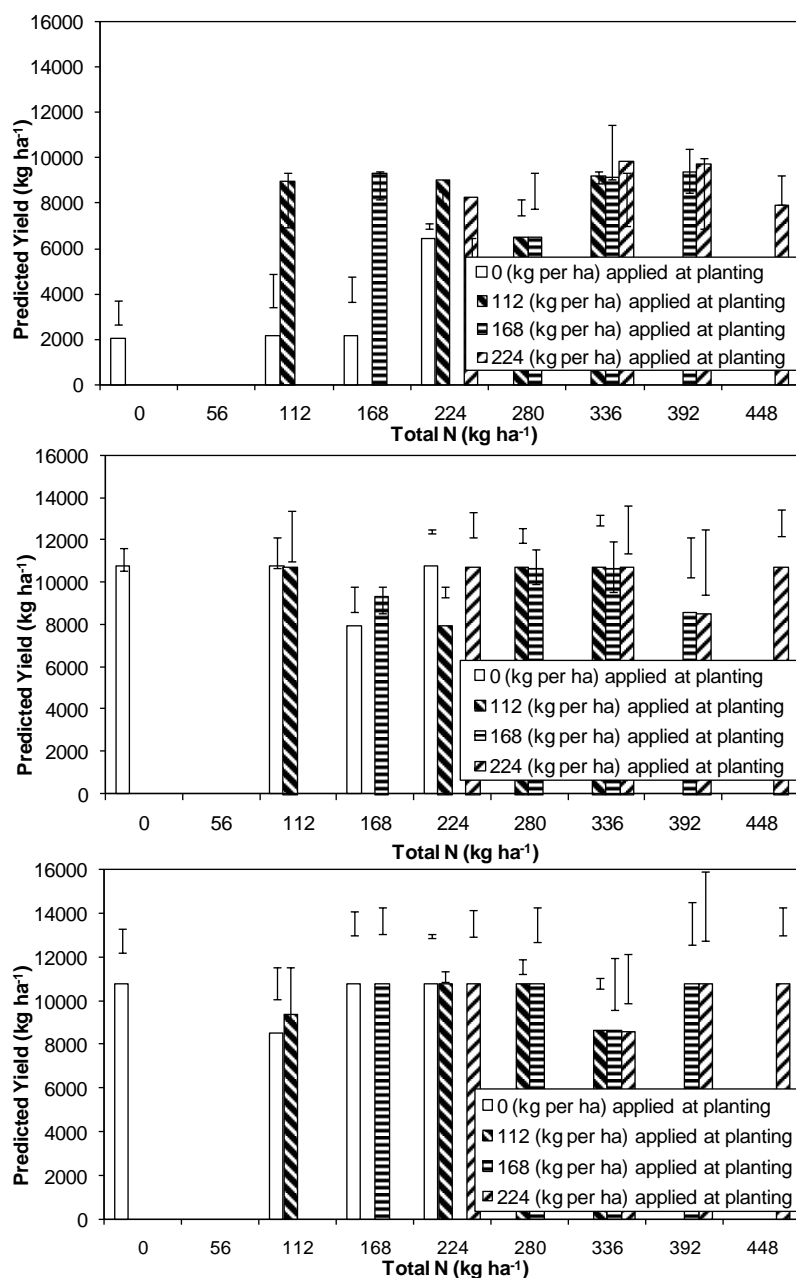 16000
14000
12000
10000
8000
6000
4000
2000
0
Predicted Yield (kg ha-1)
0 (kg per ha) applied at planting
112 (kg per ha) applied at planting
168 (kg per ha) applied at planting
224 (kg per ha) applied at planting
0 56 112 168 224 280 336 392 448
Total N (kg ha-1)
16000
14000
12000
10000
8000
6000
4000
2000
0
Predicted Yield (kg ha-1)
0 (kg per ha) applied at planting
112 (kg per ha) applied at planting
168 (kg per ha) applied at planting
224 (kg per ha) applied at planting
0 56 112 168 224 280 336 392 448
Total N (kg ha-1)
16000
14000
12000
10000
8000
6000
4000
2000
0
Predicted Yield (kg ha-1)
0 (kg per ha) applied at planting
112 (kg per ha) applied at planting
168 (kg per ha) applied at planting
224 (kg per ha) applied at planting
0 56 112 168 224 280 336 392 448
Total N (kg ha-1)